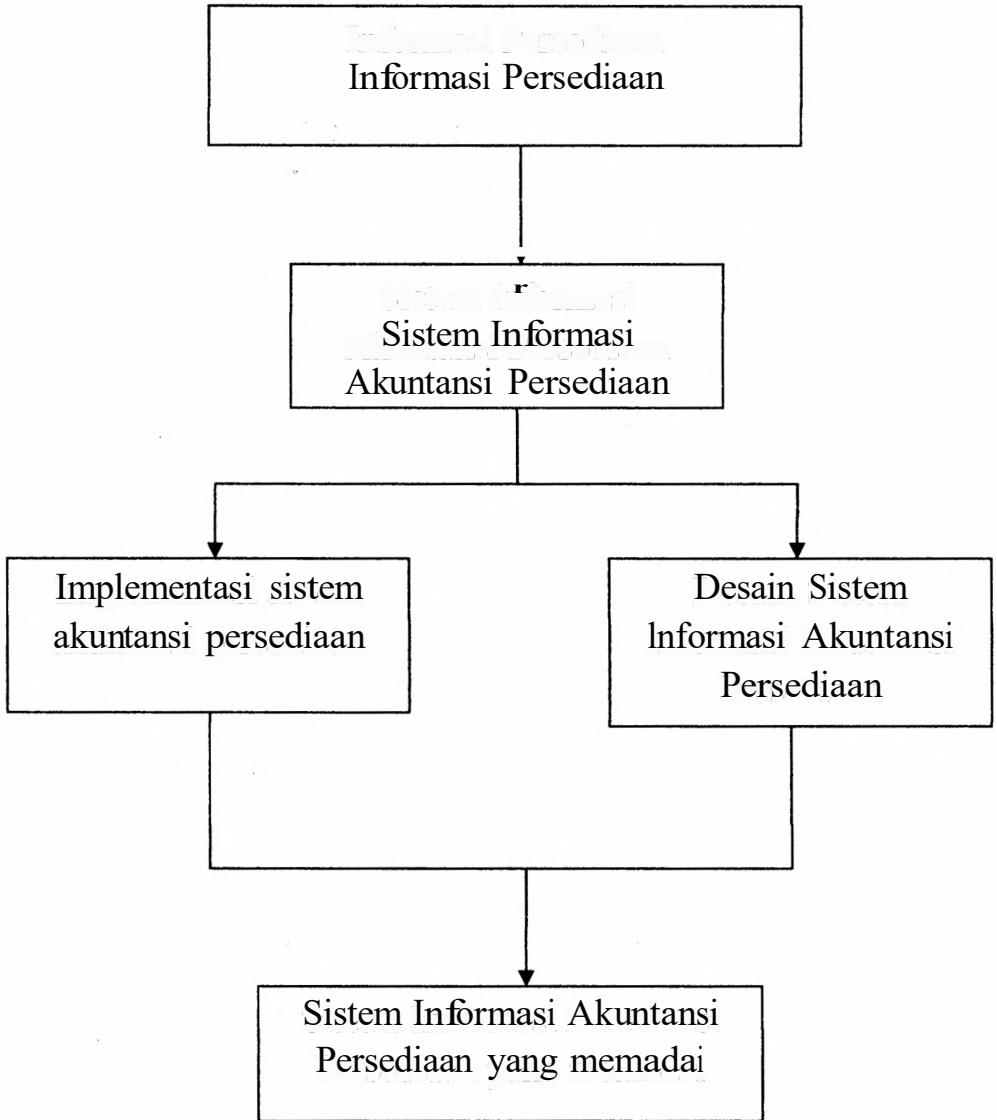 Informasi Persediaan
Sistem Informasi
Akuntansi Persediaan
Implementasi sistem
akuntansi persediaan
Desain Sistem
lnformasi Akuntansi
Persediaan
Sistem Informasi Akuntansi
Persediaan yang memadai